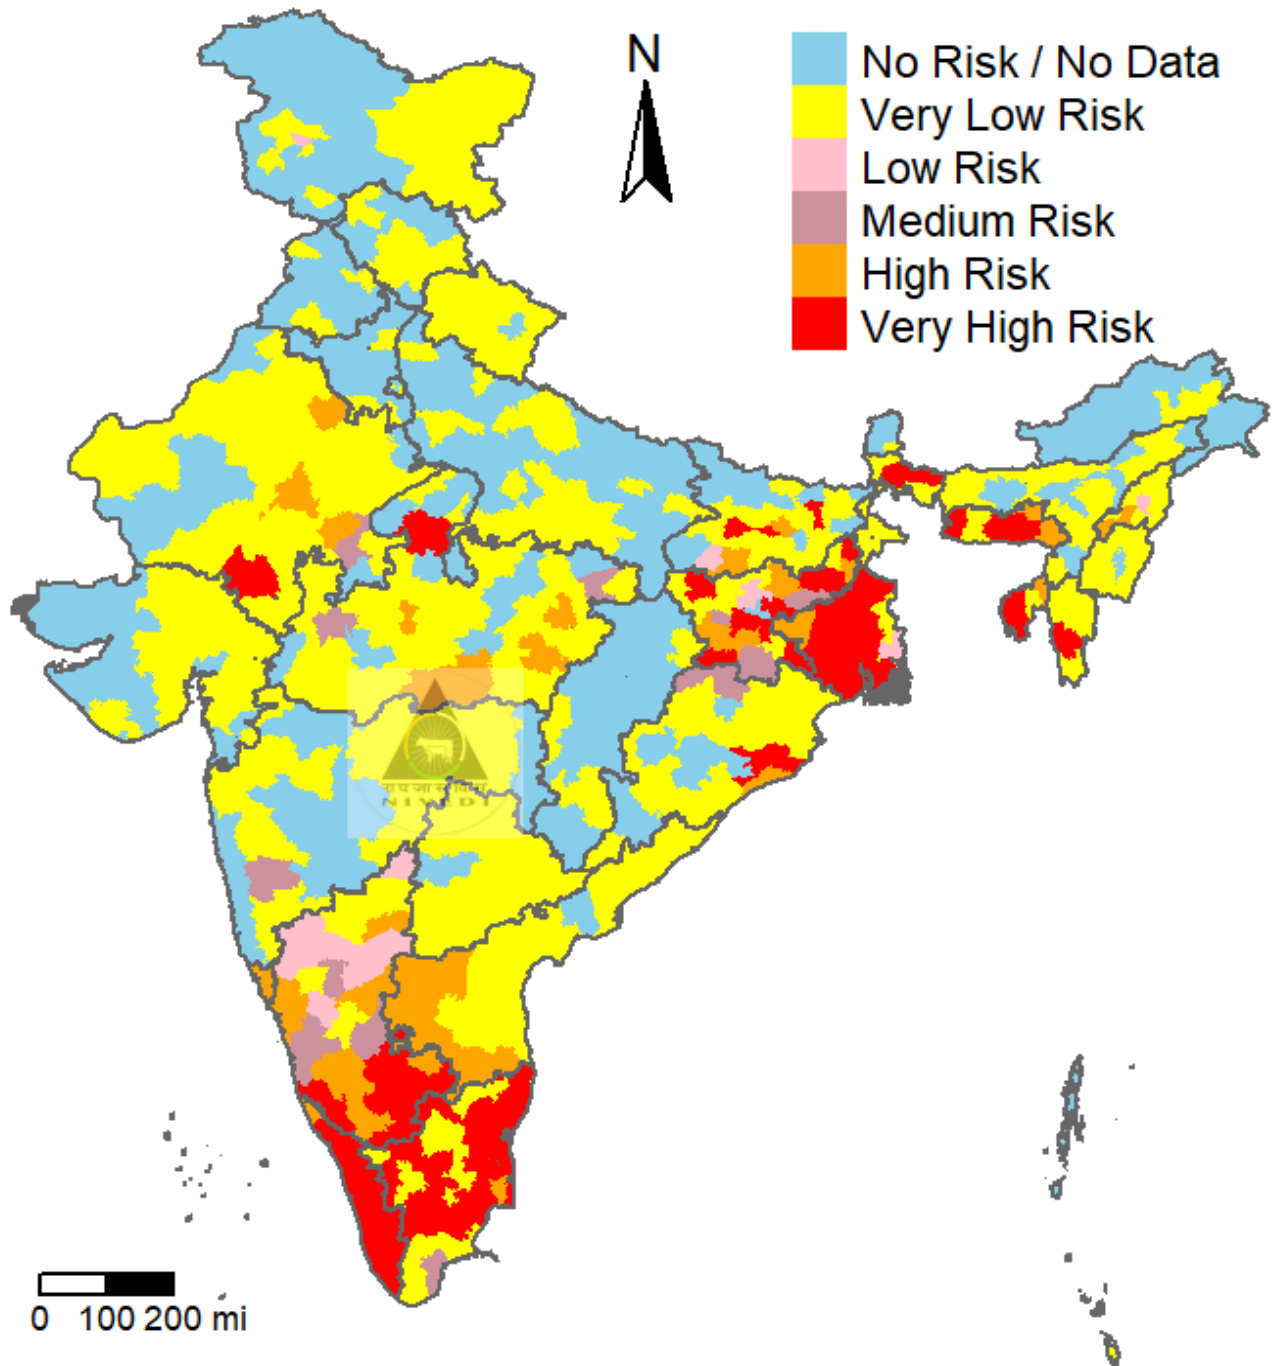 N
No Risk / No Data
Very Low Risk
Low Risk
Medium Risk
High Risk
Very High Risk
NIVEDI
0 100 200 mi